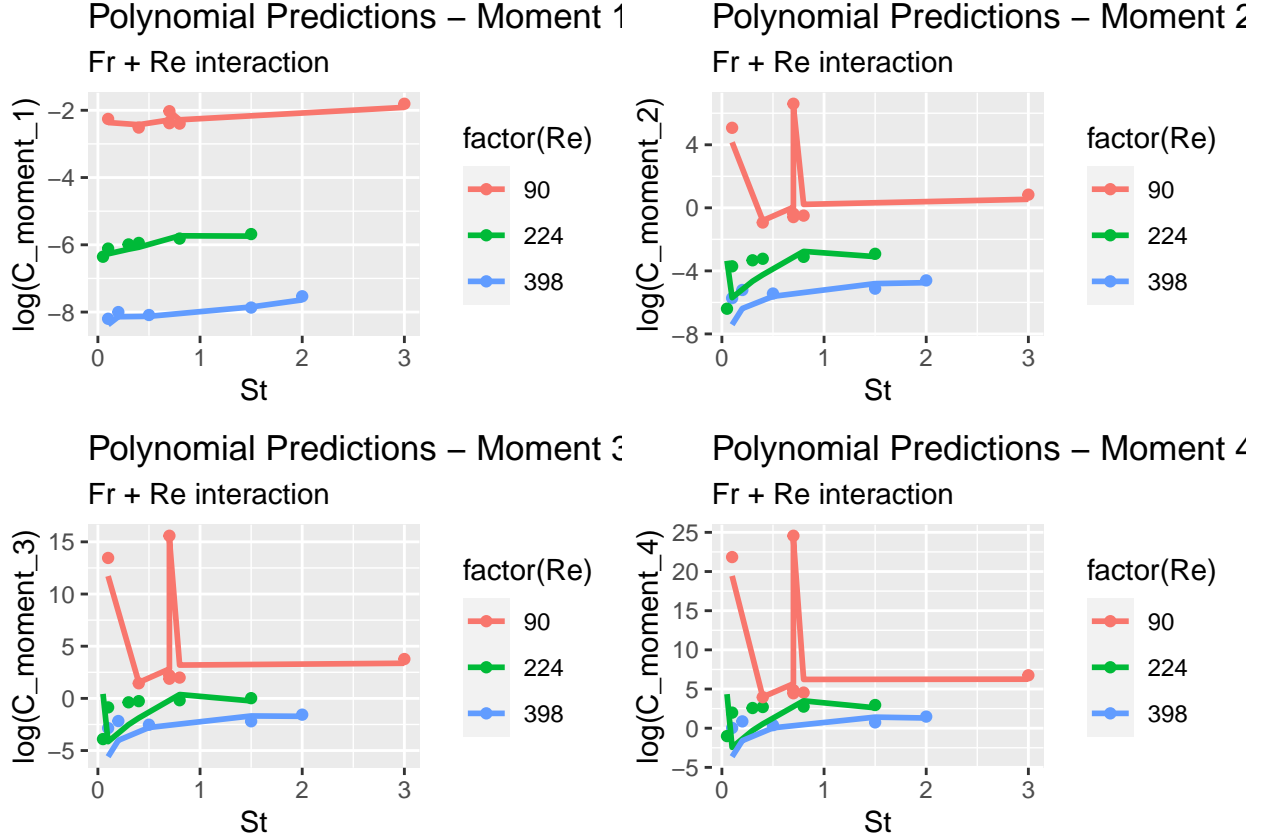 Polynomial Predictions – Moment 1
Fr + Re interaction
log(C_moment_1)
−2
−4
−6
−8
0
1
2
3
St
factor(Re)
90
224
398
Polynomial Predictions – Moment 2
Fr + Re interaction
log(C_moment_2)
4
0
−4
−8
0
1
2
3
St
factor(Re)
90
224
398
Polynomial Predictions – Moment 3
Fr + Re interaction
log(C_moment_3)
15
10
5
0
−5
0
1
2
3
St
factor(Re)
90
224
398
Polynomial Predictions – Moment 4
Fr + Re interaction
log(C_moment_4)
25
20
15
10
5
0
−5
0
1
2
3
St
factor(Re)
90
224
398